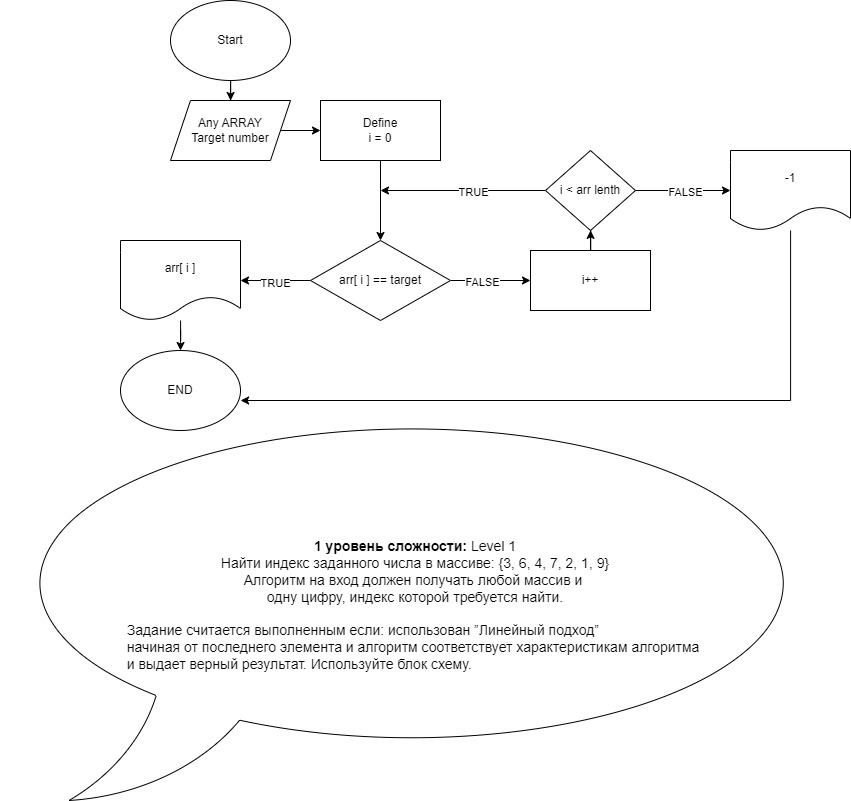 Start
Any ARRAY
Target number
Define
i = 0
i < arr lenth
TRUE
FALSE
-1
arr[ i ]
TRUE
arr[ i ] == target
FALSE
i++
END
1 уровень сложности: Level 1
Найти индекс заданного числа в массиве: {3, 6, 4, 7, 2, 1, 9}
Алгоритм на вход должен получать любой массив и
одну цифру, индекс которой требуется найти.
Задание считается выполненным если: использован "Линейный подход"
начиная от последнего элемента и алгоритм соответствует характеристикам алгоритма
и выдает верный результат. Используйте блок схему.